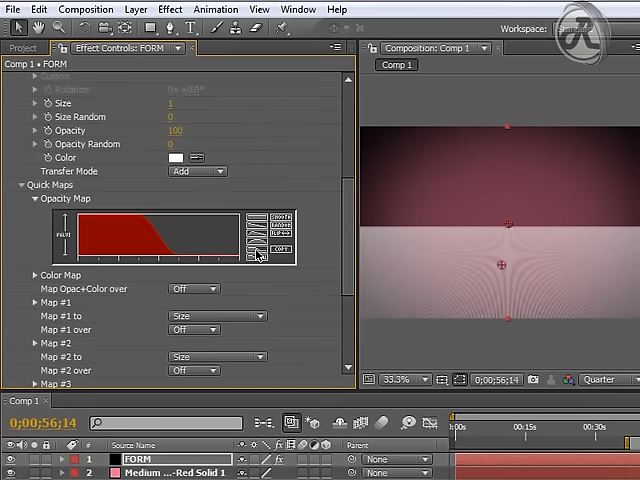 File Edit Composition Layer Effect Animation View Window Help
Workspace:
Project Effect Controls: FORM Composition: Comp 1
Comp 1 • FORM Comp 1
Custom
Rotation 0x +0.0°
Size 1
Size Random 0
Opacity 100
Opacity Random 0
Color
Transfer Mode Add
Quick Maps
Opacity Map
SMOOTH
RANDOM
FLIP
COPY
Color Map
Map Opac+Color over Off
Map #1
Map #1 to Size
Map #1 over Off
Map #2
Map #2 to Size
Map #2 over Off
Map #3
33.3% 0;00;56;14 Quarter
Comp 1
0;00;56;14 :00s 00:15s 00:30s
# Source Name Parent
1 FORM None
2 Medium ...-Red Solid 1 None